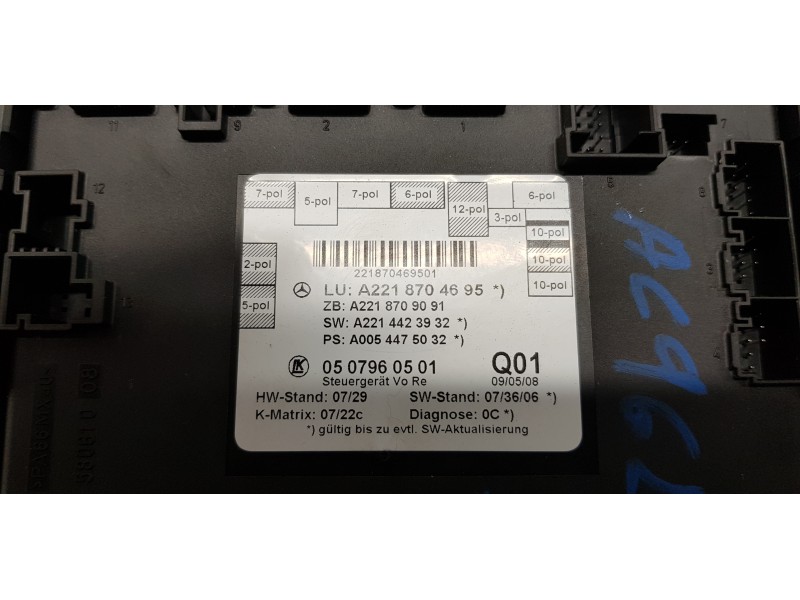 11
9
2
1
7
12
7-pol
5-pol
7-pol
6-pol
12-pol
3-pol
6-pol
10-pol
10-pol
10-pol
2-pol
5-pol
221870469501
LU: A221 870 46 95 *)
ZB: A221 870 90 91
SW: A221 442 39 32 *)
PS: A005 447 50 32 *)
LK 05 0796 05 01 Q01
Steuergerät Vo Re 09/05/08
HW-Stand: 07/29 SW-Stand: 07/36/06 *)
K-Matrix: 07/22c Diagnose: 0C *)
*) gültig bis zu evtl. SW-Aktualisierung